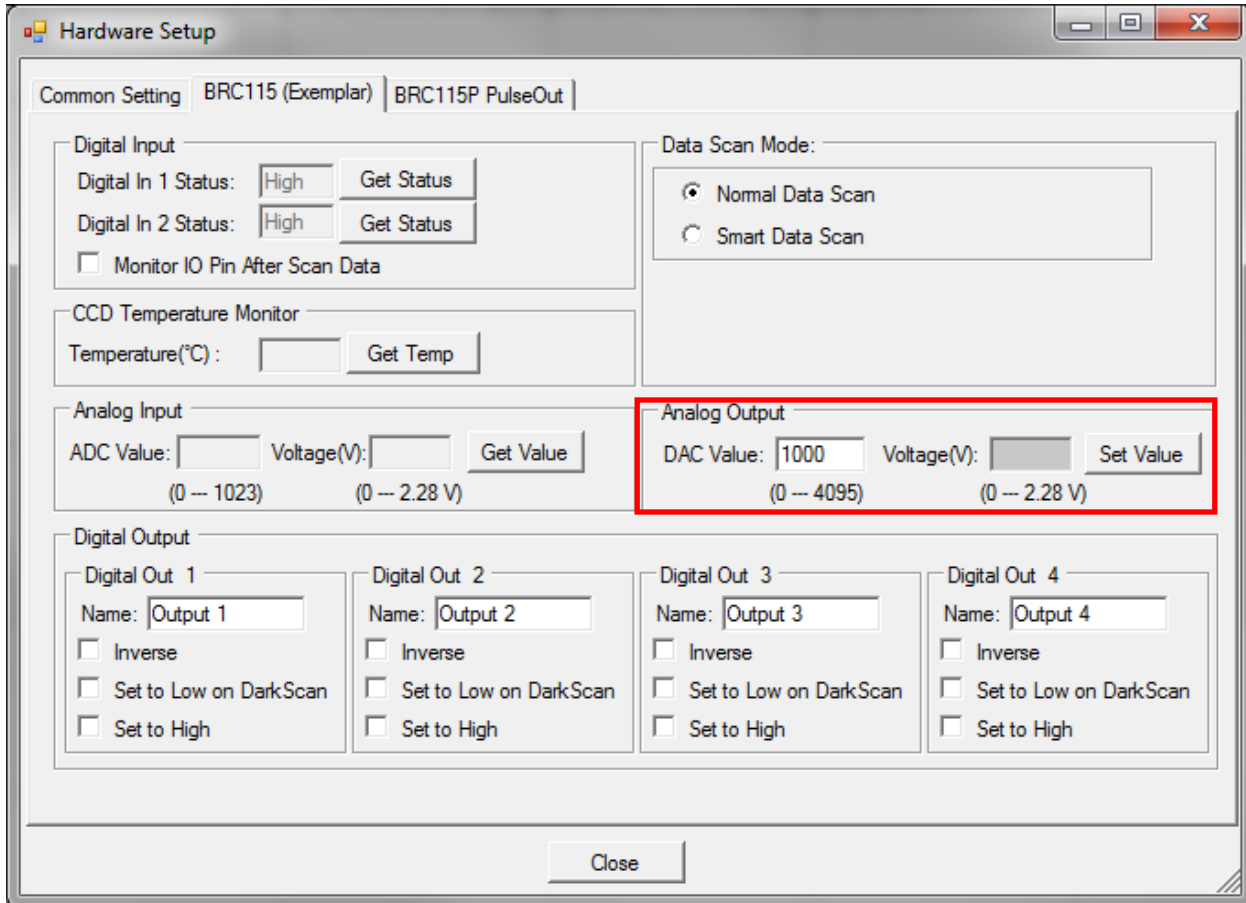 Hardware Setup
Common Setting BRC115 (Exemplar) BRC115P PulseOut
Digital Input
Digital In 1 Status: High Get Status
Digital In 2 Status: High Get Status
Monitor IO Pin After Scan Data
Data Scan Mode:
Normal Data Scan
Smart Data Scan
CCD Temperature Monitor
Temperature(°C) : Get Temp
Analog Input
ADC Value: Voltage(V): Get Value
(0 --- 1023) (0 --- 2.28 V)
Analog Output
DAC Value: 1000 Voltage(V): Set Value
(0 --- 4095) (0 --- 2.28 V)
Digital Output
Digital Out 1
Name: Output 1
Inverse
Set to Low on DarkScan
Set to High
Digital Out 2
Name: Output 2
Inverse
Set to Low on DarkScan
Set to High
Digital Out 3
Name: Output 3
Inverse
Set to Low on DarkScan
Set to High
Digital Out 4
Name: Output 4
Inverse
Set to Low on DarkScan
Set to High
Close